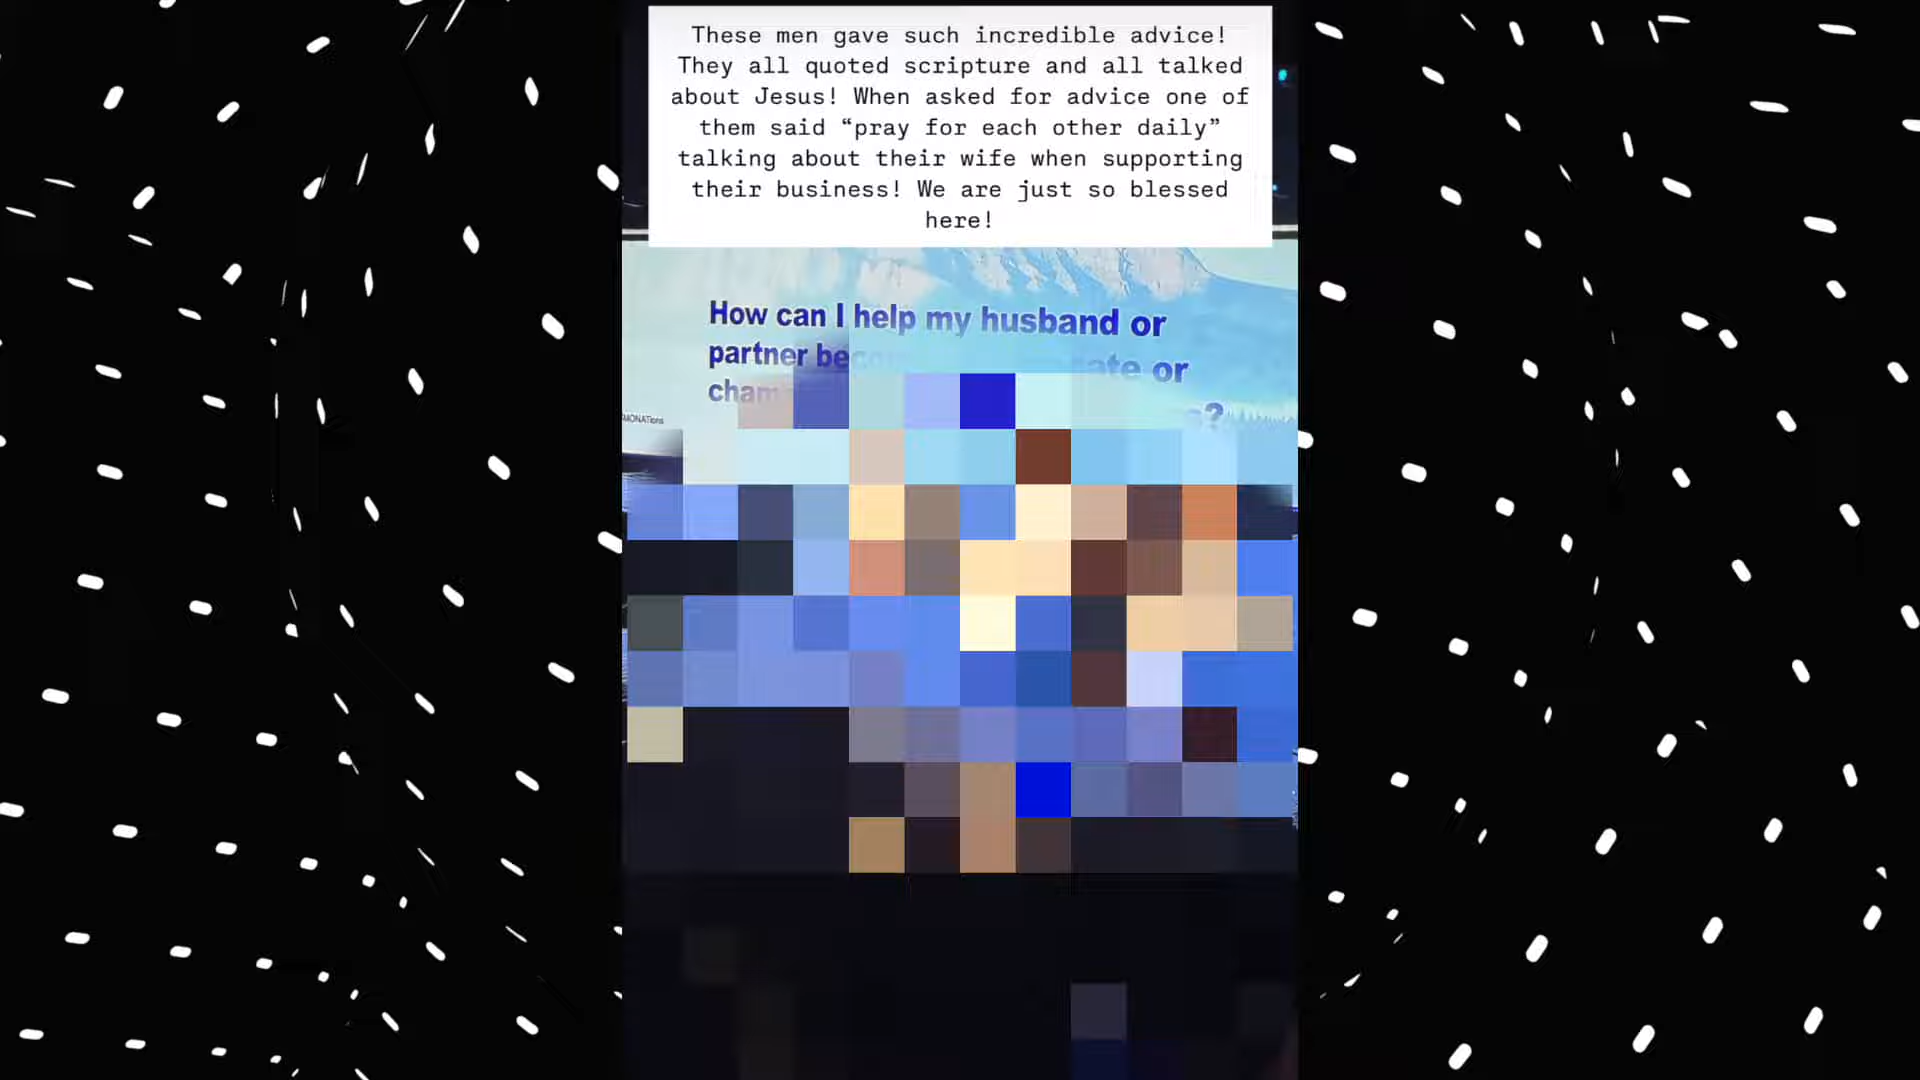 These men gave such incredible advice!
They all quoted scripture and all talked
about Jesus! When asked for advice one of
them said “pray for each other daily”
talking about their wife when supporting
their business! We are just so blessed
here!
How can I help my husband or
partner
or